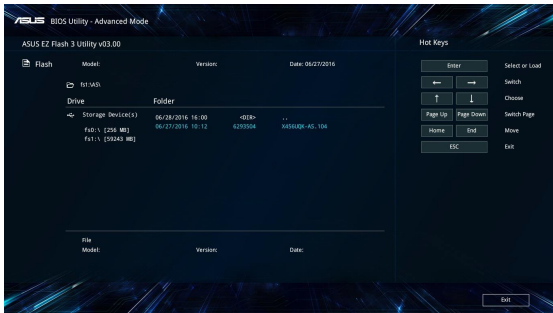 ASUS BIOS Utility - Advanced Mode
ASUS EZ Flash 3 Utility v03.00
Hot Keys
Flash
Model: Version: Date: 06/27/2016
fs1:\AS\
Drive Folder
Storage Device(s)
fs0:\ [256 MB]
fs1:\ [59243 MB]
06/28/2016 16:00 <DIR> ..
06/27/2016 10:12 6293504 X456UQK-AS.104
File
Model: Version: Date:
Enter Select or Load
← → Switch
↑ ↓ Choose
Page Up Page Down Switch Page
Home End Move
ESC Exit
Exit